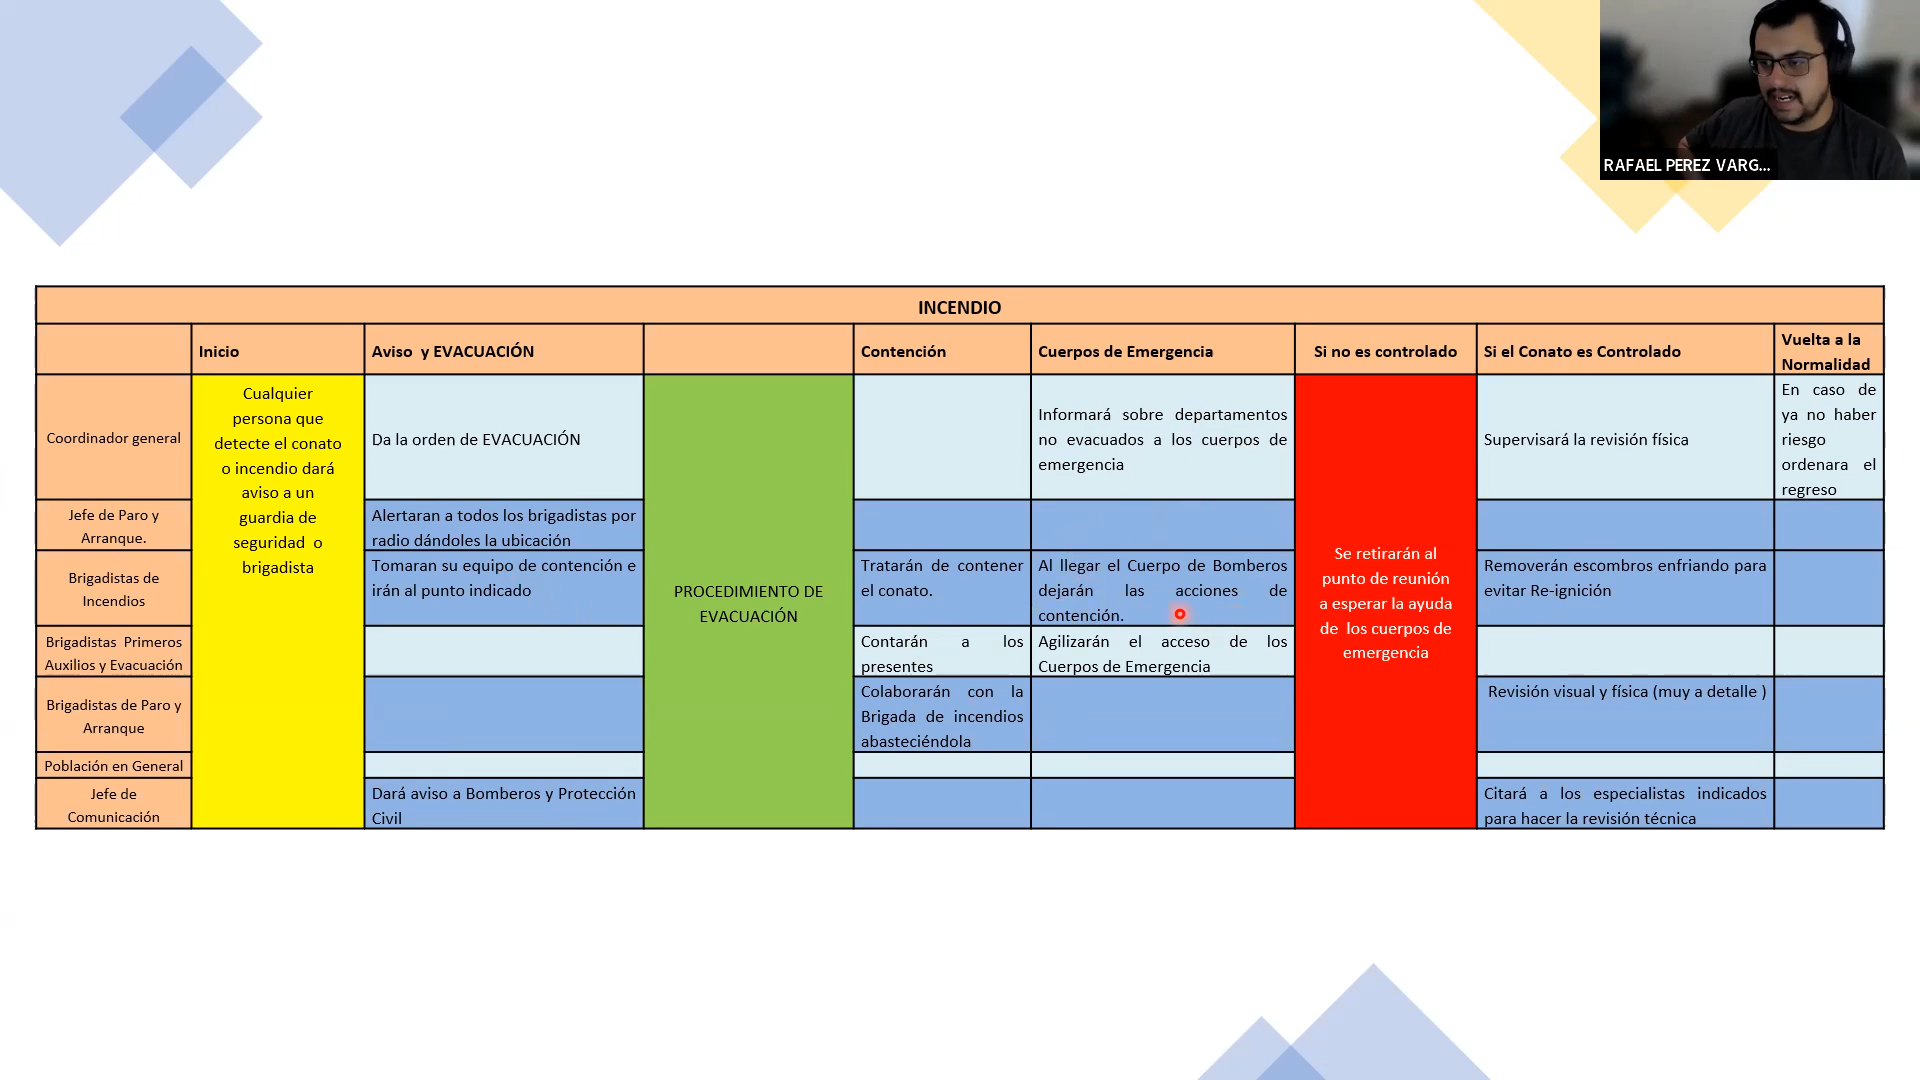 RAFAEL PEREZ VARG...
INCENDIO
Inicio
Aviso y EVACUACIÓN
Contención
Cuerpos de Emergencia
Si no es controlado
Si el Conato es Controlado
Vuelta a la
Normalidad
Coordinador general
Cualquier
persona que
detecte el conato
o incendio dará
aviso a un
guardia de
seguridad o
brigadista
Da la orden de EVACUACIÓN
PROCEDIMIENTO DE
EVACUACIÓN
Informará sobre departamentos
no evacuados a los cuerpos de
emergencia
Se retirarán al
punto de reunión
a esperar la ayuda
de los cuerpos de
emergencia
Supervisará la revisión física
En caso de
ya no haber
riesgo
ordenara el
regreso
Jefe de Paro y
Arranque.
Alertaran a todos los brigadistas por
radio dándoles la ubicación
Brigadistas de
Incendios
Tomaran su equipo de contención e
irán al punto indicado
Tratarán de contener
el conato.
Al llegar el Cuerpo de Bomberos
dejarán las acciones de
contención.
Removerán escombros enfriando para
evitar Re-ignición
Brigadistas Primeros
Auxilios y Evacuación
Contarán a los
presentes
Agilizarán el acceso de los
Cuerpos de Emergencia
Brigadistas de Paro y
Arranque
Colaborarán con la
Brigada de incendios
abasteciéndola
Revisión visual y física (muy a detalle )
Población en General
Jefe de
Comunicación
Dará aviso a Bomberos y Protección
Civil
Citará a los especialistas indicados
para hacer la revisión técnica